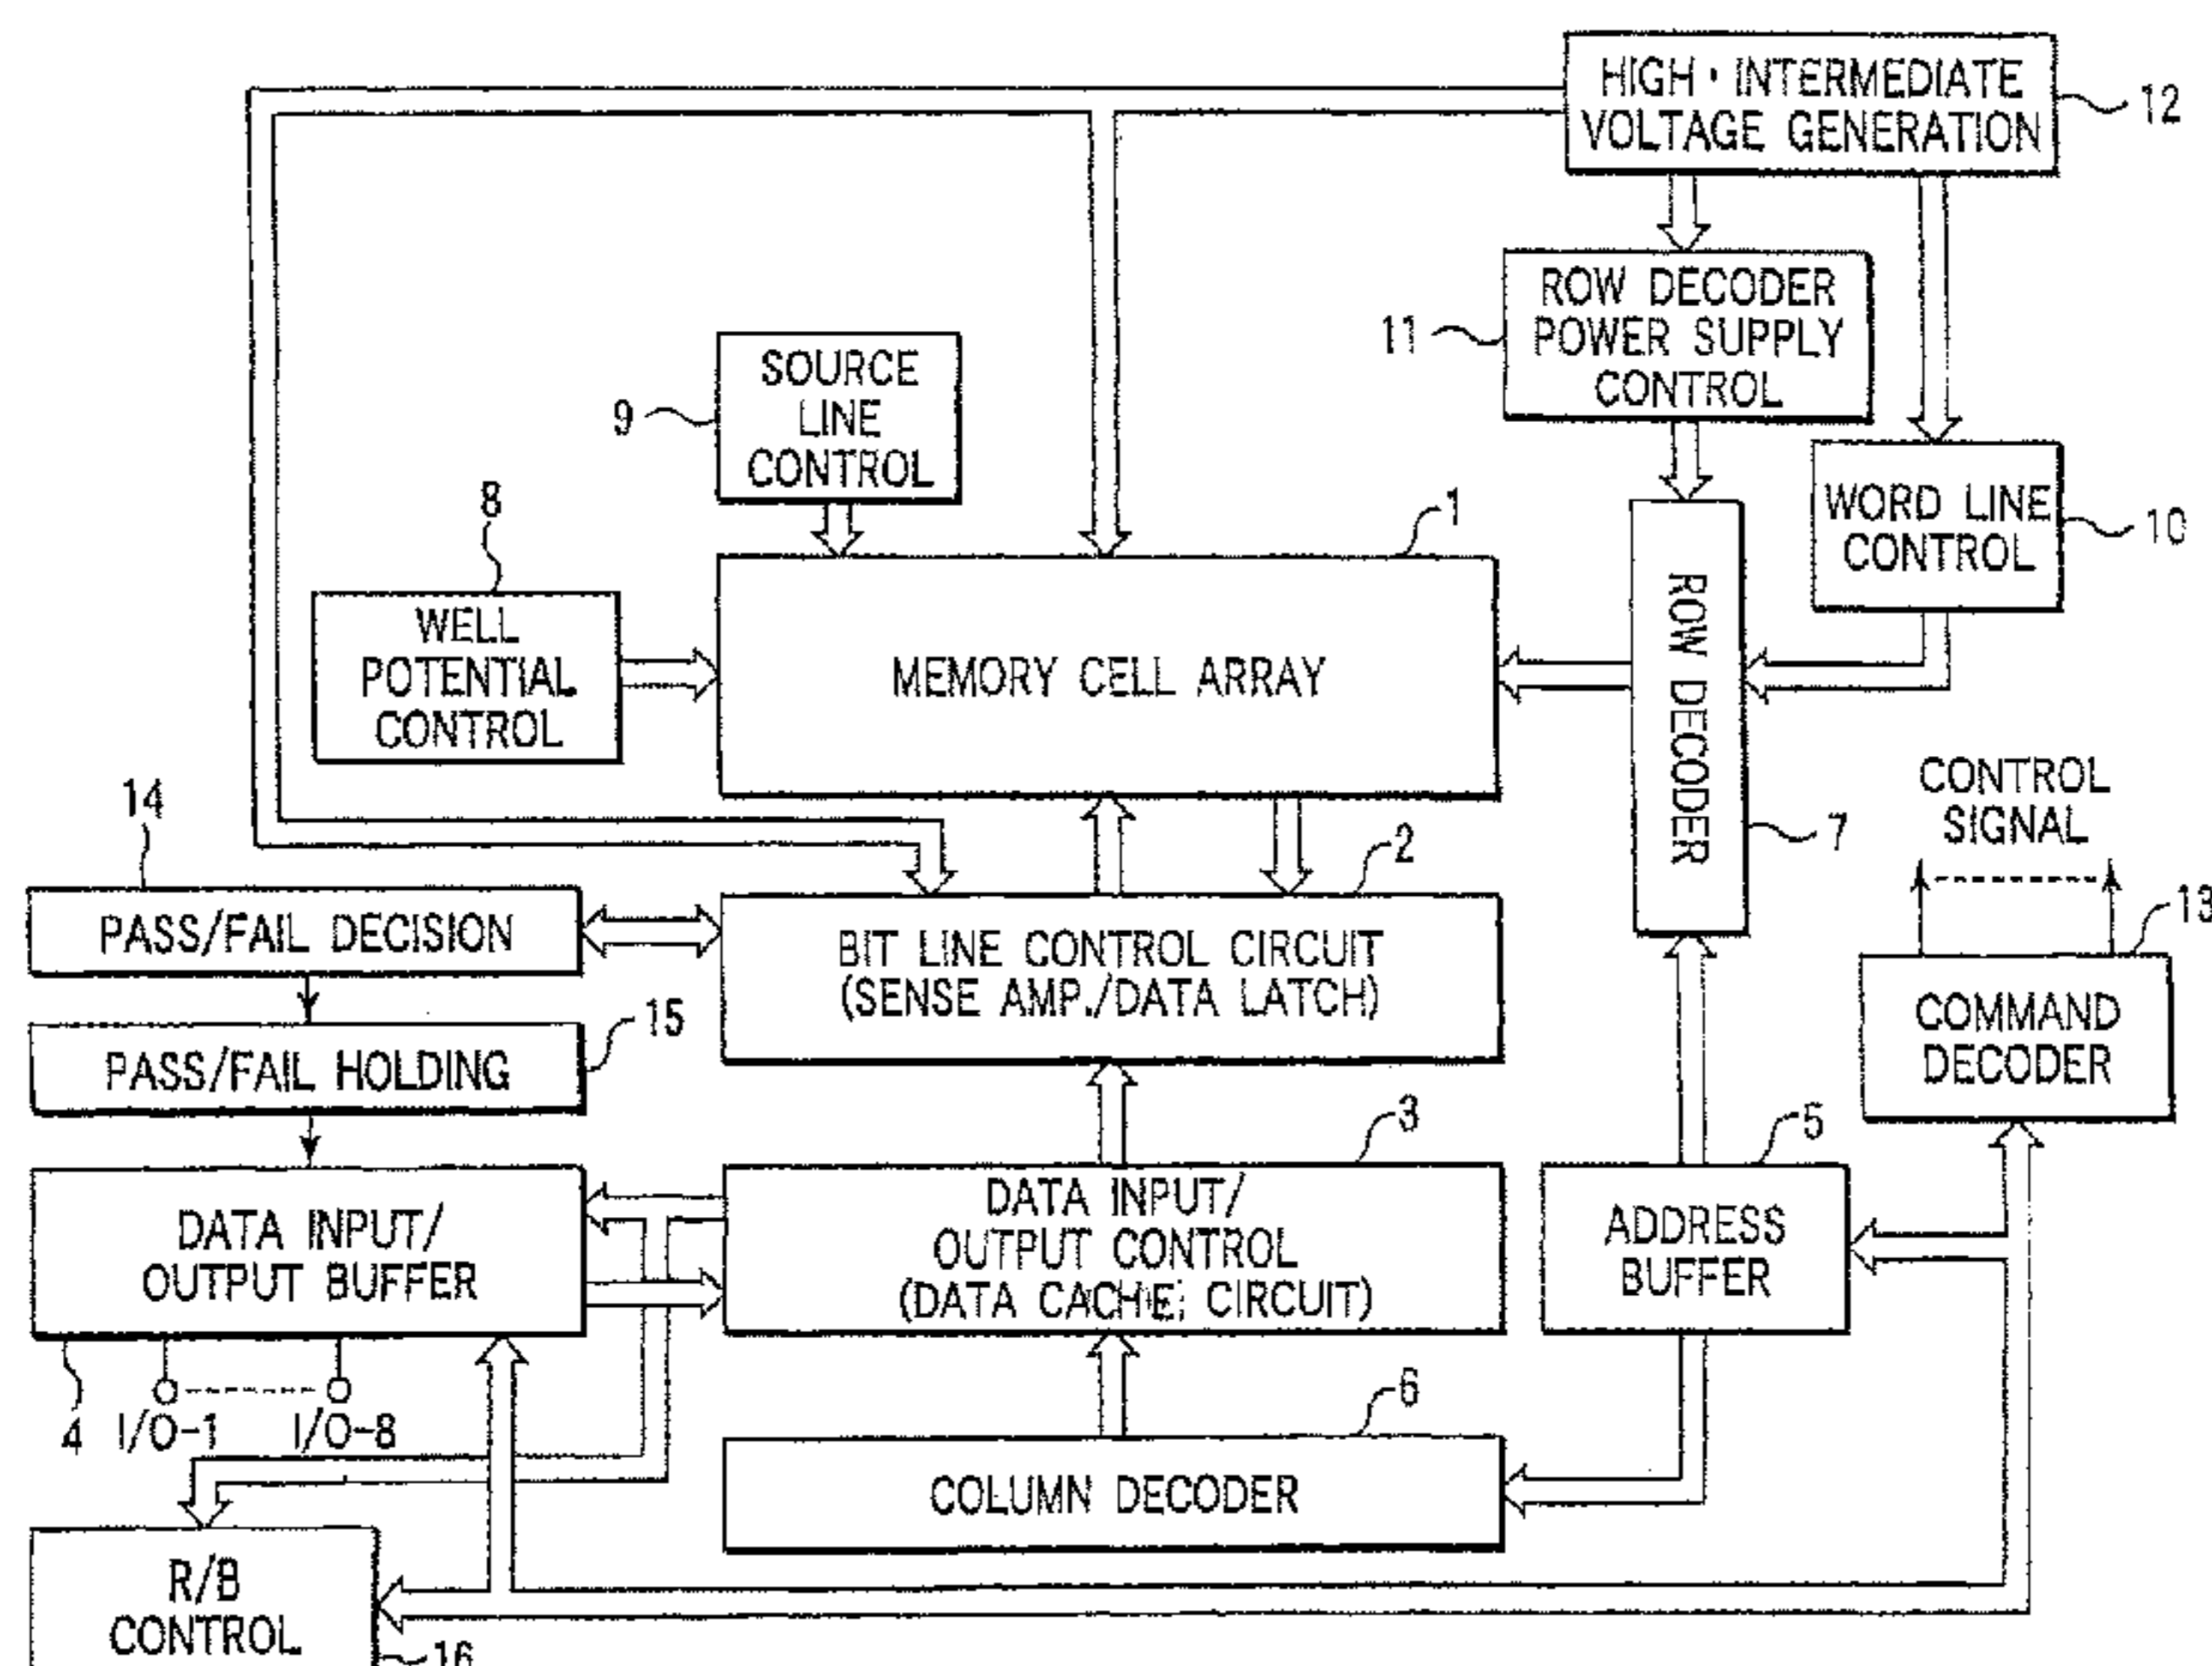 HIGH・INTERMEDIATE
VOLTAGE GENERATION
12
ROW DECODER
POWER SUPPLY
CONTROL
11
SOURCE
LINE
CONTROL
9
WORD LINE
CONTROL
10
8
WELL
POTENTIAL
CONTROL
1
MEMORY CELL ARRAY
ROW DECODER
7
CONTROL
SIGNAL
14
PASS/FAIL DECISION
2
BIT LINE CONTROL CIRCUIT
(SENSE AMP./DATA LATCH)
13
COMMAND
DECODER
PASS/FAIL HOLDING
15
3
DATA INPUT/
OUTPUT CONTROL
(DATA CACHE; CIRCUIT)
5
ADDRESS
BUFFER
DATA INPUT/
OUTPUT BUFFER
4
I/O-1
I/O-8
6
COLUMN DECODER
R/B
CONTROL
16